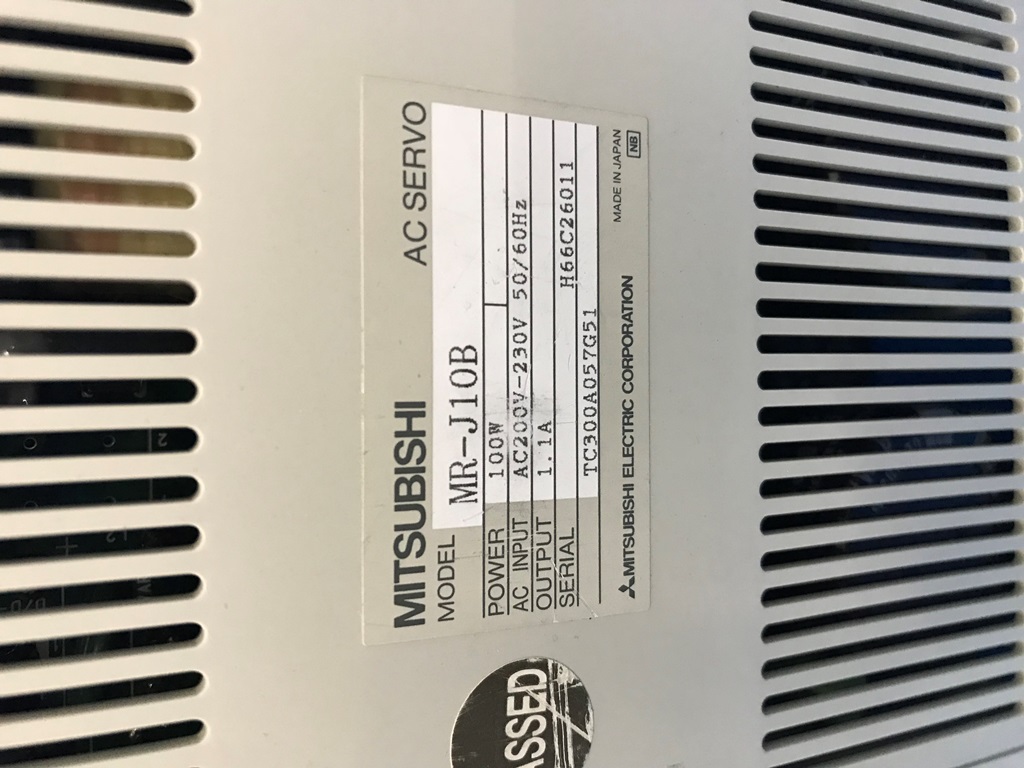 MITSUBISHI AC SERVO
MODEL MR-J10B
POWER 100W
AC INPUT AC200V-230V 50/60Hz
OUTPUT 1.1A
SERIAL H66C26011
TC300A057G51
MITSUBISHI ELECTRIC CORPORATION MADE IN JAPAN
NB